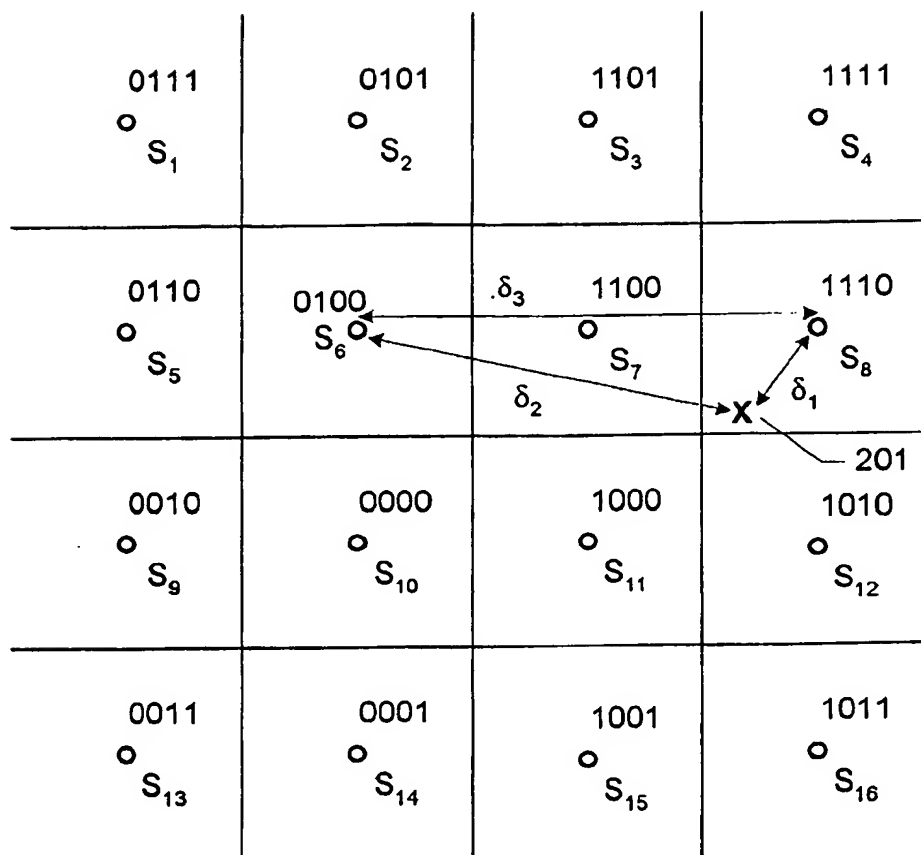 0111 0101 1101 1111
S1 S2 S3 S4
0110 0100 .δ3 1100 1110
S5 S6 S7 S8
δ2 X δ1
201
0010 0000 1000 1010
S9 S10 S11 S12
0011 0001 1001 1011
S13 S14 S15 S16